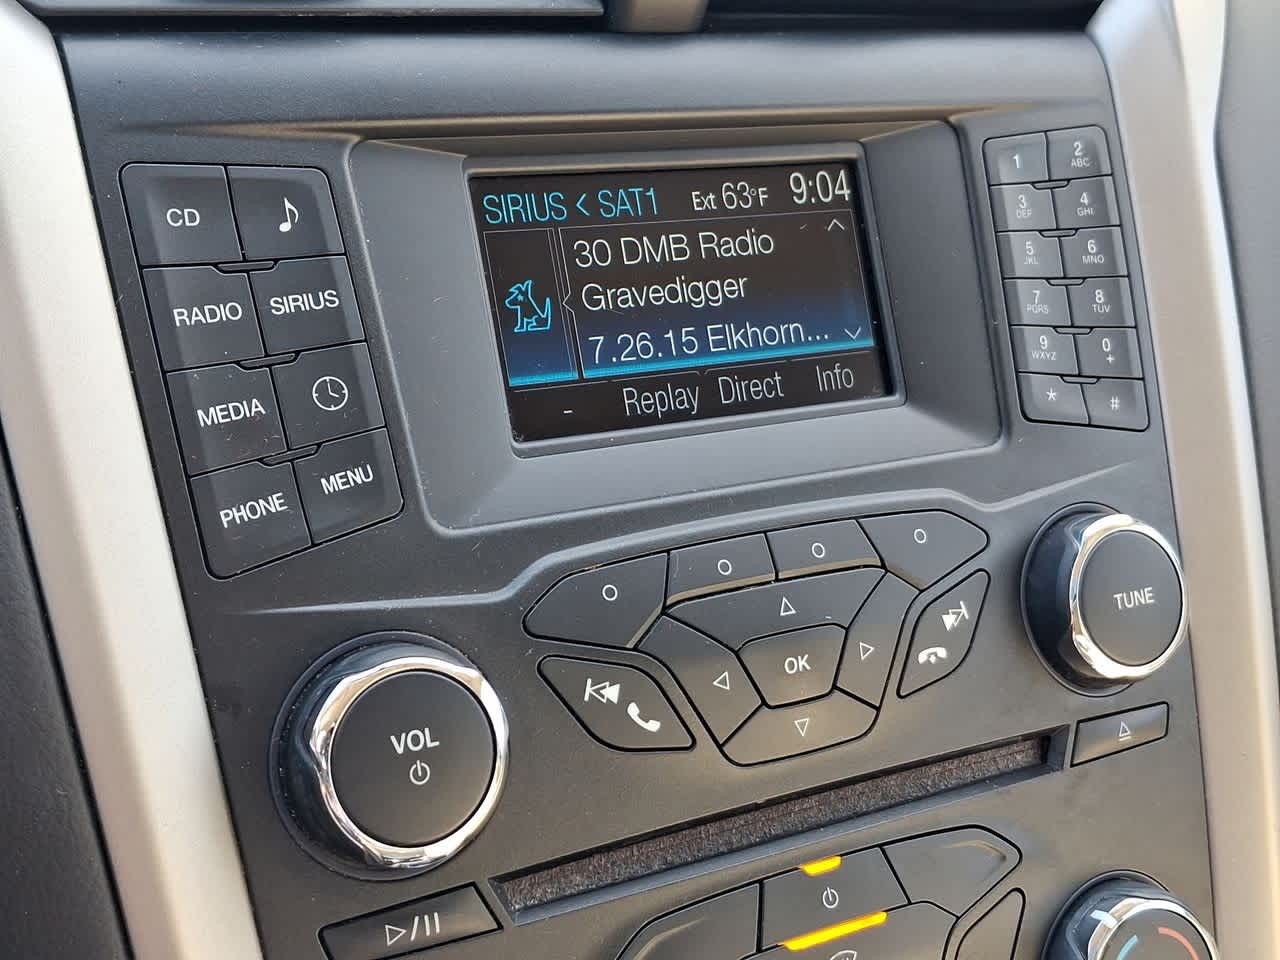 SIRIUS < SAT1 Ext 63°F 9:04
30 DMB Radio
Gravedigger
7.26.15 Elkhorn...
- Replay Direct Info
CD
RADIO SIRIUS
MEDIA
PHONE MENU
1 2 ABC
3 DEF 4 GHI
5 JKL 6 MNO
7 PQRS 8 TUV
9 WXYZ 0 +
* #
OK
TUNE
VOL